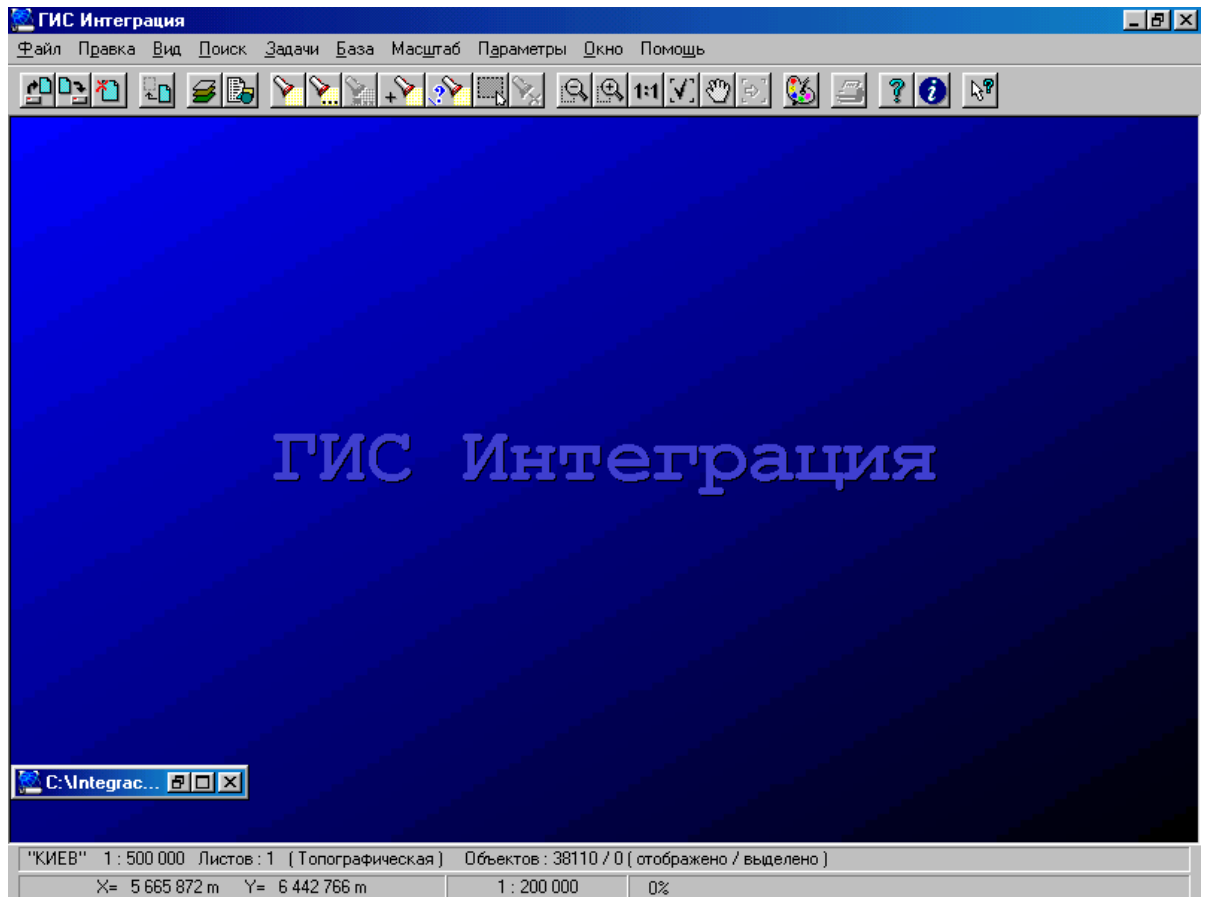 ГИС Интеграция
Файл Правка Вид Поиск Задачи База Масштаб Параметры Окно Помощь
1:1
ГИС Интеграция
C:\Integrac...
"КИЕВ" 1 : 500 000 Листов : 1 ( Топографическая ) Объектов : 38110 / 0 ( отображено / выделено )
X= 5 665 872 m Y= 6 442 766 m 1 : 200 000 0%